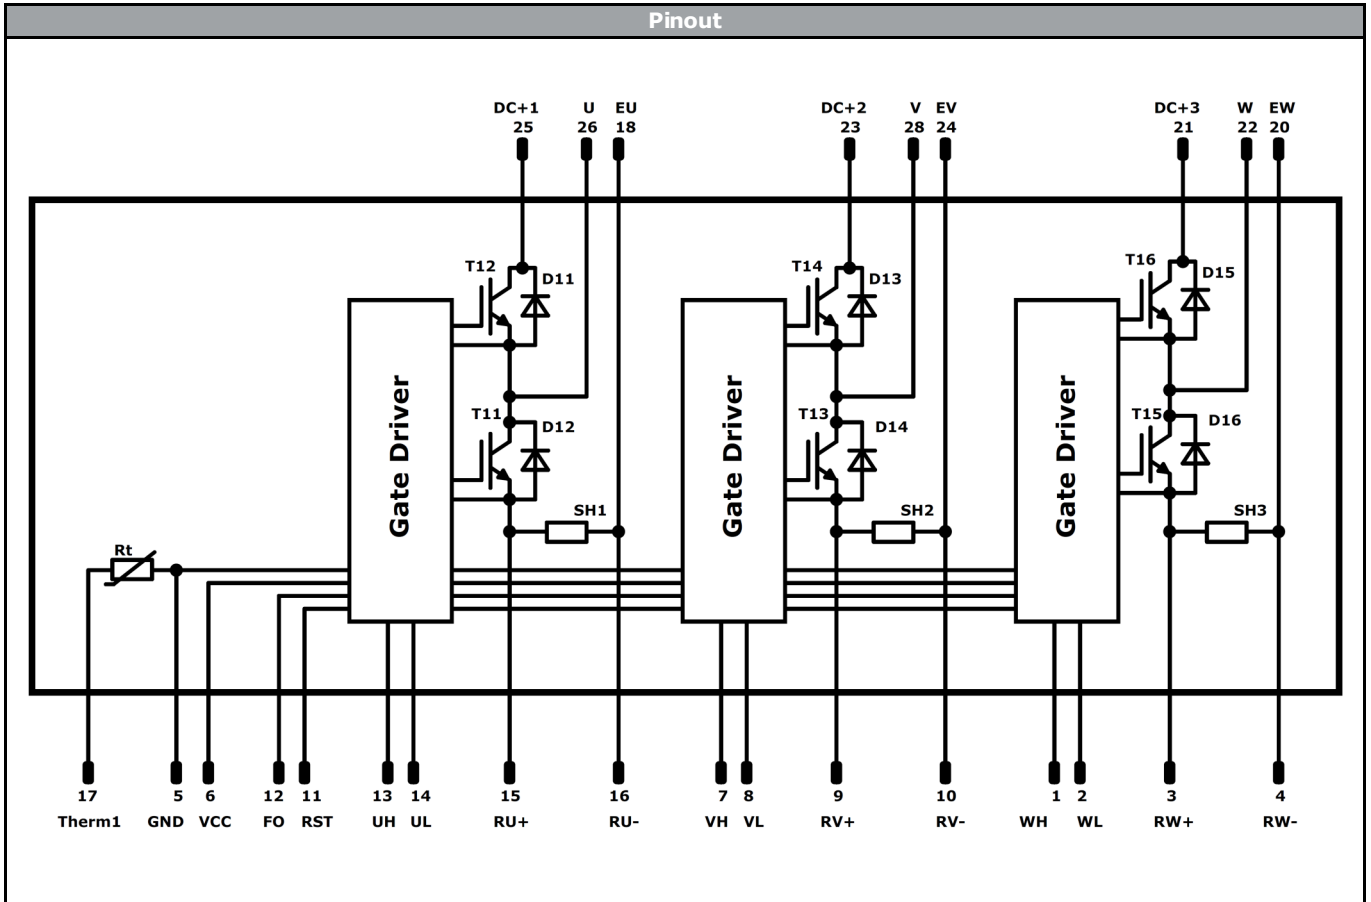 Pinout
DC+1 U EU DC+2 V EV DC+3 W EW
25 26 18 23 28 24 21 22 20
T12 D11 T14 D13 T16 D15
T11 D12 T13 D14 T15 D16
Gate Driver Gate Driver Gate Driver
SH1 SH2 SH3
Rt
17 5 6 12 11 13 14 15 16 7 8 9 10 1 2 3 4
Therm1 GND VCC FO RST UH UL RU+ RU- VH VL RV+ RV- WH WL RW+ RW-